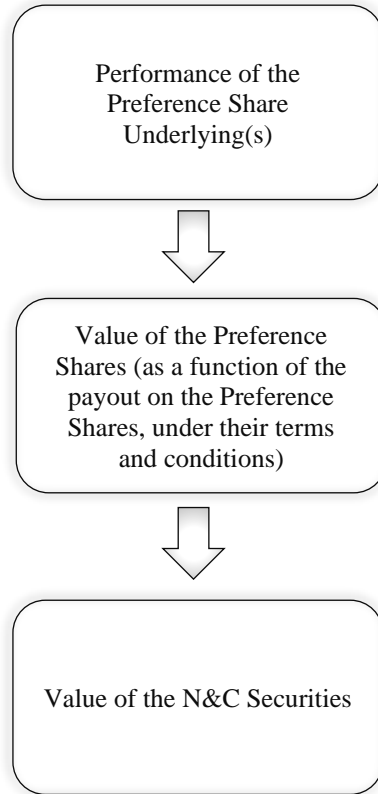 Performance of the
Preference Share
Underlying(s)
Value of the Preference
Shares (as a function of the
payout on the Preference
Shares, under their terms
and conditions)
Value of the N&C Securities